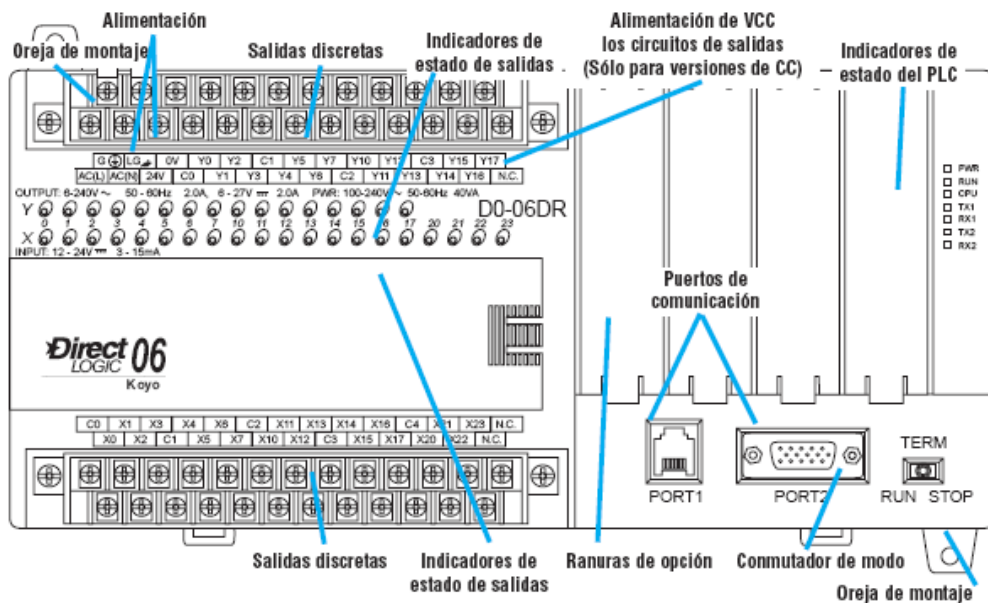 Alimentación
Oreja de montaje
Salidas discretas
Indicadores de
estado de salidas
Alimentación de VCC
los circuitos de salidas
(Sólo para versiones de CC)
Indicadores de
estado del PLC
G LG 0V Y0 Y2 C1 Y5 Y7 Y10 Y12 C3 Y15 Y17
AC(L) AC(N) 24V C0 Y1 Y3 Y4 Y6 C2 Y11 Y13 Y14 Y16 N.C.
OUTPUT: 6-240V ~ 50 - 60Hz 2.0A, 6 - 27V ⎓ 2.0A PWR: 100-240V ~ 50-60Hz 40VA
Y D0-06DR
0 1 2 3 4 5 6 7 10 11 12 13 14 15 16 17 20 21 22 23
X
INPUT: 12 - 24V ⎓ 3 - 15mA
PWR
RUN
CPU
TX1
RX1
TX2
RX2
Puertos de
comunicación
Direct
LOGIC 06
Koyo
C0 X1 X3 X4 X6 C2 X11 X13 X14 X16 C4 X21 X23 N.C.
X0 X2 C1 X5 X7 X10 X12 C3 X15 X17 X20 X22 N.C.
TERM
PORT1 PORT2 RUN STOP
Salidas discretas
Indicadores de
estado de salidas
Ranuras de opción
Conmutador de modo
Oreja de montaje